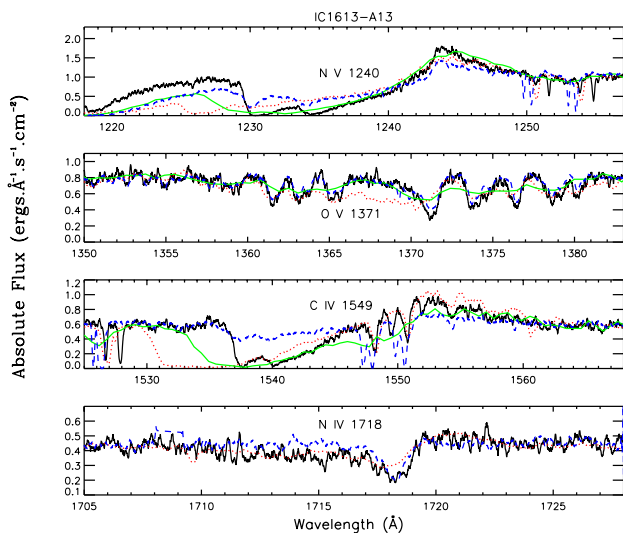 IC1613-A13
2.0
1.5
1.0
0.5
0.0
N V 1240
1220 1230 1240 1250
1.0
0.8
0.6
0.4
0.2
0.0
O V 1371
1350 1355 1360 1365 1370 1375 1380
1.2
1.0
0.8
0.6
0.4
0.2
0.0
C IV 1549
1530 1540 1550 1560
0.6
0.5
0.4
0.3
0.2
0.1
N IV 1718
1705 1710 1715 1720 1725
Wavelength (Å)
Absolute Flux (ergs.Å⁻¹.s⁻¹.cm⁻²)